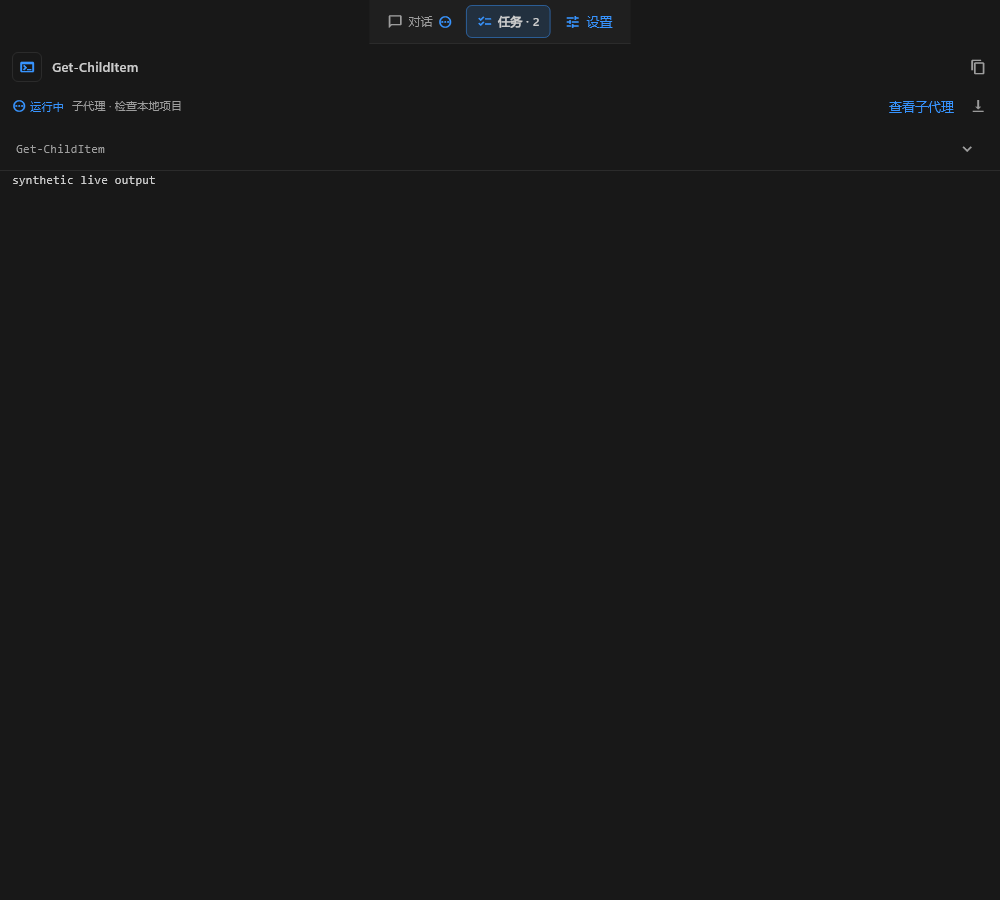 对话
任务 · 2
设置
Get-ChildItem
运行中 子代理 · 检查本地项目
查看子代理
Get-ChildItem
synthetic live output